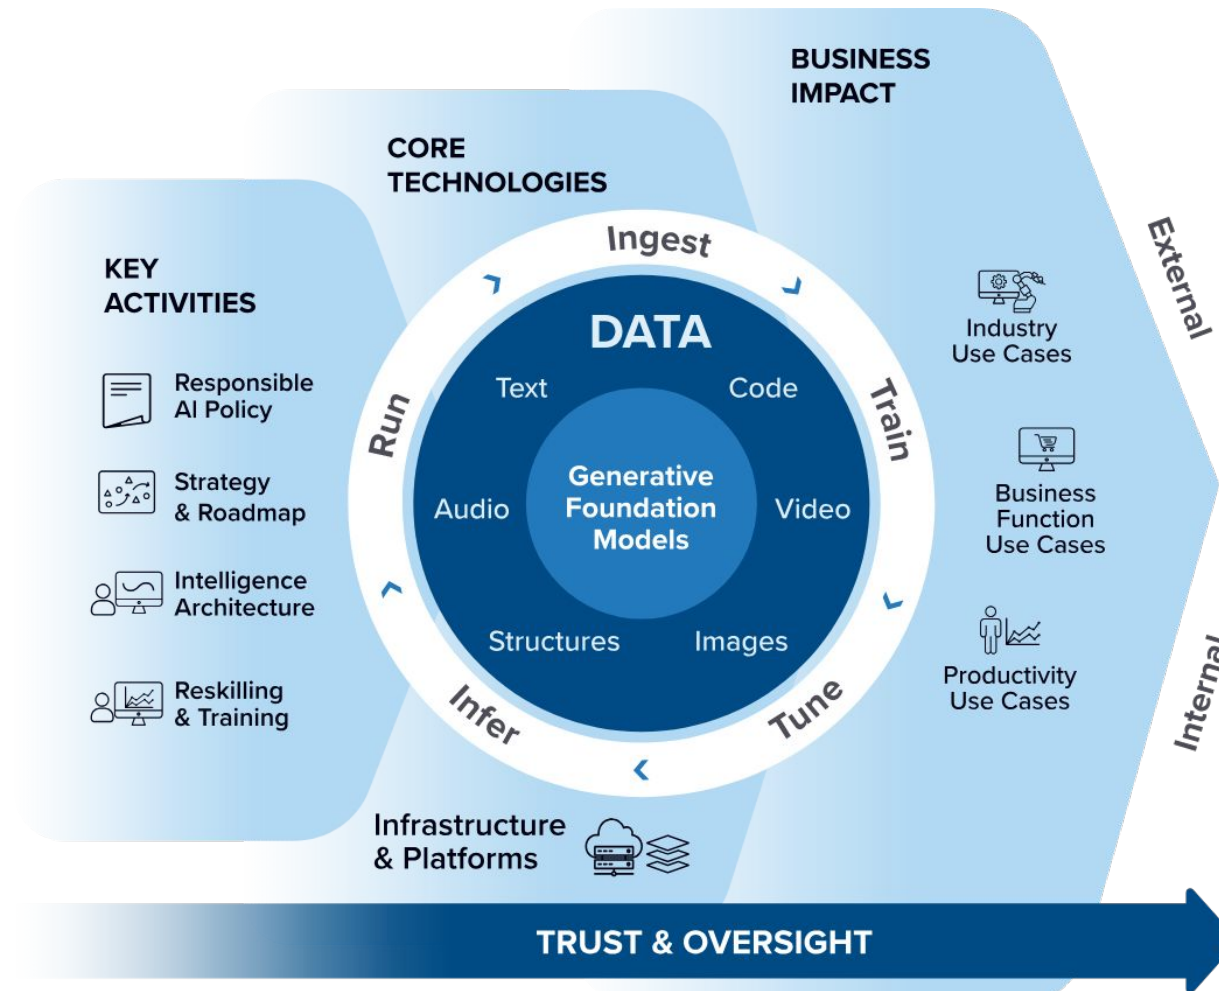 BUSINESS
IMPACT
CORE
TECHNOLOGIES
KEY
ACTIVITIES
Responsible
AI Policy
Strategy
& Roadmap
Intelligence
Architecture
Reskilling
& Training
Ingest
Train
Tune
Infer
Run
DATA
Text
Code
Audio
Video
Structures
Images
Generative
Foundation
Models
Infrastructure
& Platforms
Industry
Use Cases
Business
Function
Use Cases
Productivity
Use Cases
External
Internal
TRUST & OVERSIGHT